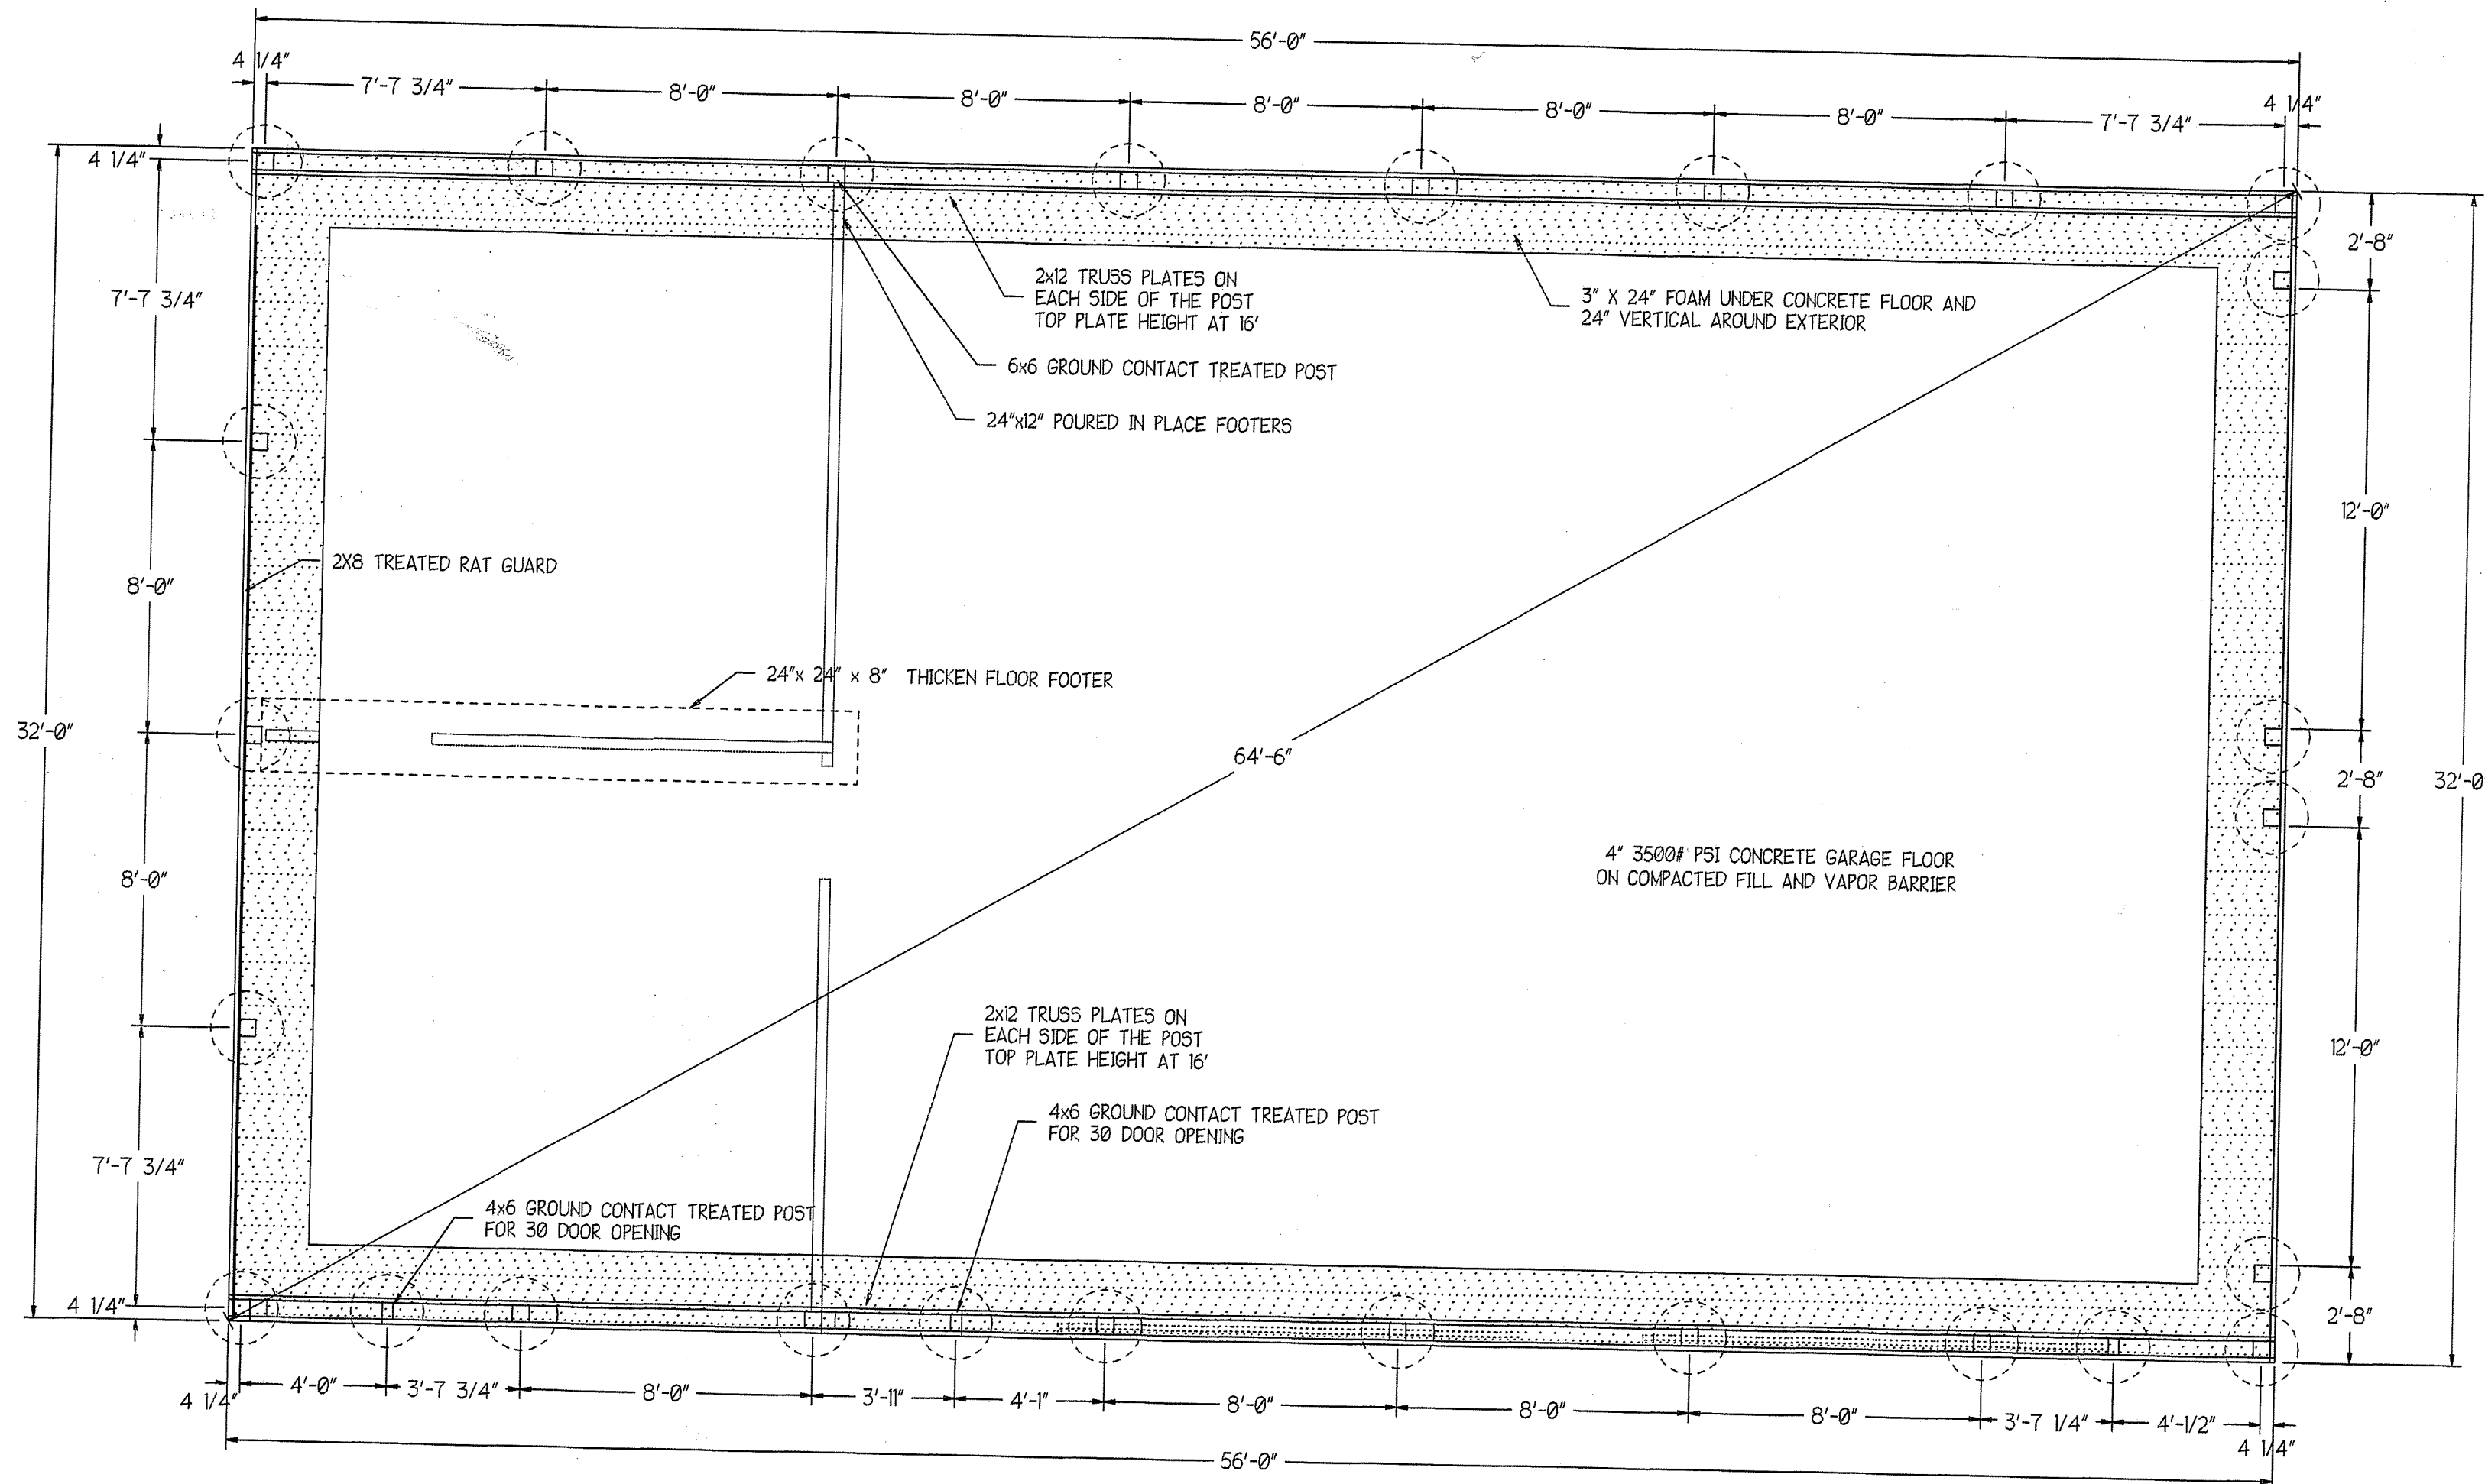 56'-0"
4 1/4"
7'-7 3/4"
8'-0"
8'-0"
8'-0"
8'-0"
8'-0"
7'-7 3/4"
4 1/4"
4 1/4"
7'-7 3/4"
8'-0"
32'-0"
8'-0"
7'-7 3/4"
4 1/4"
2x12 TRUSS PLATES ON
EACH SIDE OF THE POST
TOP PLATE HEIGHT AT 16'
3" X 24" FOAM UNDER CONCRETE FLOOR AND
24" VERTICAL AROUND EXTERIOR
6x6 GROUND CONTACT TREATED POST
24"x12" POURED IN PLACE FOOTERS
2X8 TREATED RAT GUARD
24"x 24" x 8" THICKEN FLOOR FOOTER
64'-6"
4" 3500# PSI CONCRETE GARAGE FLOOR
ON COMPACTED FILL AND VAPOR BARRIER
2x12 TRUSS PLATES ON
EACH SIDE OF THE POST
TOP PLATE HEIGHT AT 16'
4x6 GROUND CONTACT TREATED POST
FOR 30 DOOR OPENING
4x6 GROUND CONTACT TREATED POST
FOR 30 DOOR OPENING
2'-8"
12'-0"
2'-8"
32'-0
12'-0"
2'-8"
4 1/4"
4'-0"
3'-7 3/4"
8'-0"
3'-11"
4'-1"
8'-0"
8'-0"
8'-0"
3'-7 1/4"
4'-1/2"
4 1/4"
56'-0"